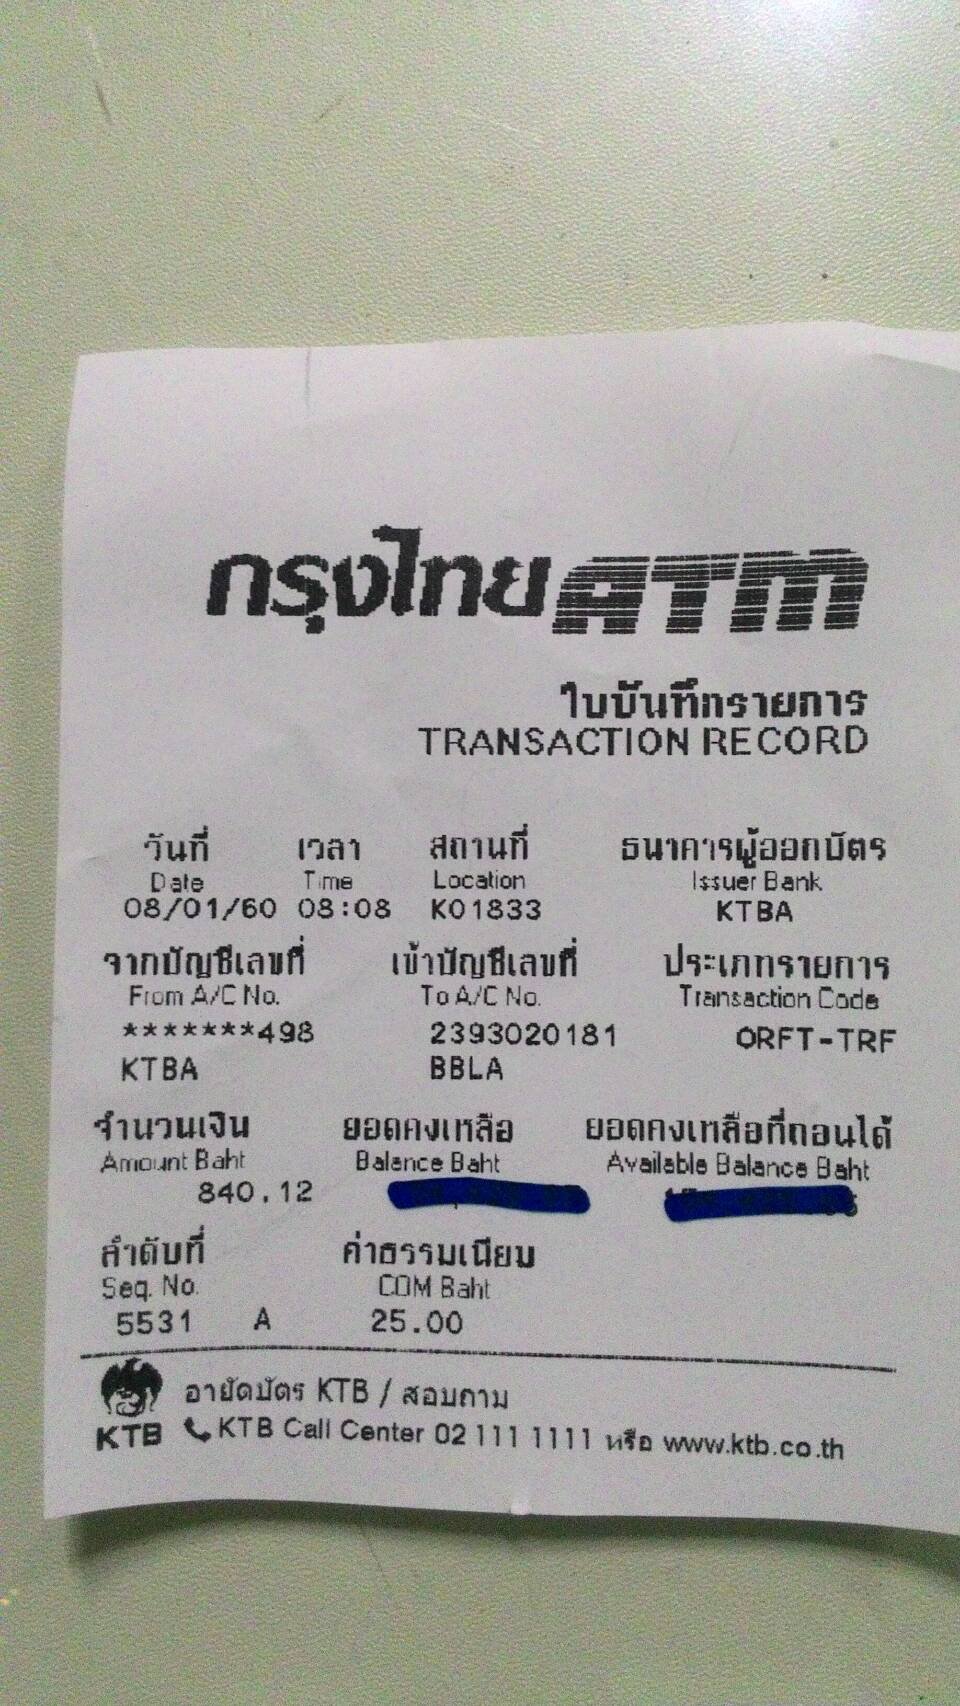 กรุงไทย ATM
ใบบันทึกรายการ
TRANSACTION RECORD
วันที่ เวลา สถานที่ ธนาคารผู้ออกบัตร
Date Time Location Issuer Bank
08/01/60 08:08 K01833 KTBA
จากบัญชีเลขที่ เข้าบัญชีเลขที่ ประเภทรายการ
From A/C No. To A/C No. Transaction Code
*******498 2393020181 ORFT-TRF
KTBA BBLA
จำนวนเงิน ยอดคงเหลือ ยอดคงเหลือที่ถอนได้
Amount Baht Balance Baht Available Balance Baht
840.12
ลำดับที่ ค่าธรรมเนียม
Seq. No. COM Baht
5531 A 25.00
อายัดบัตร KTB / สอบถาม
KTB KTB Call Center 02 111 1111 หรือ www.ktb.co.th